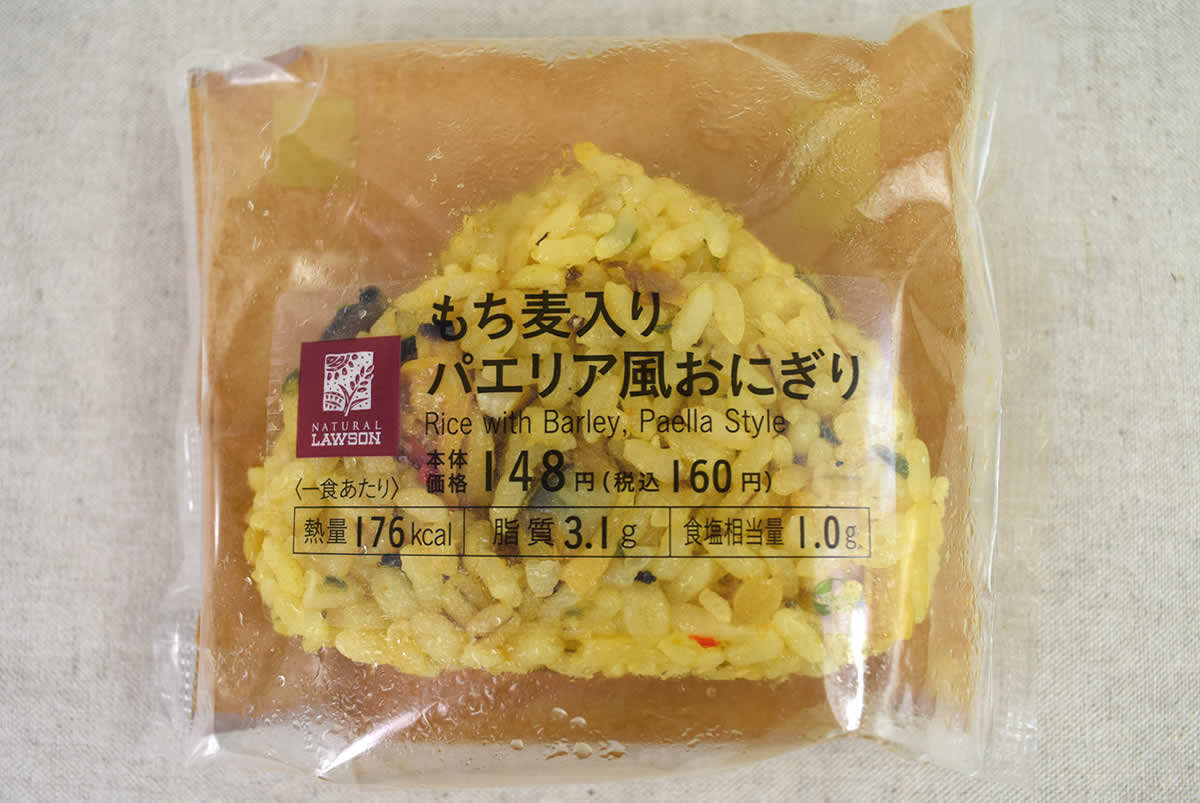 もち麦入り
パエリア風おにぎり
Rice with Barley, Paella Style
NATURAL
LAWSON
本体価格 148円(税込160円)
〈一食あたり〉
熱量 176kcal 脂質 3.1g 食塩相当量 1.0g